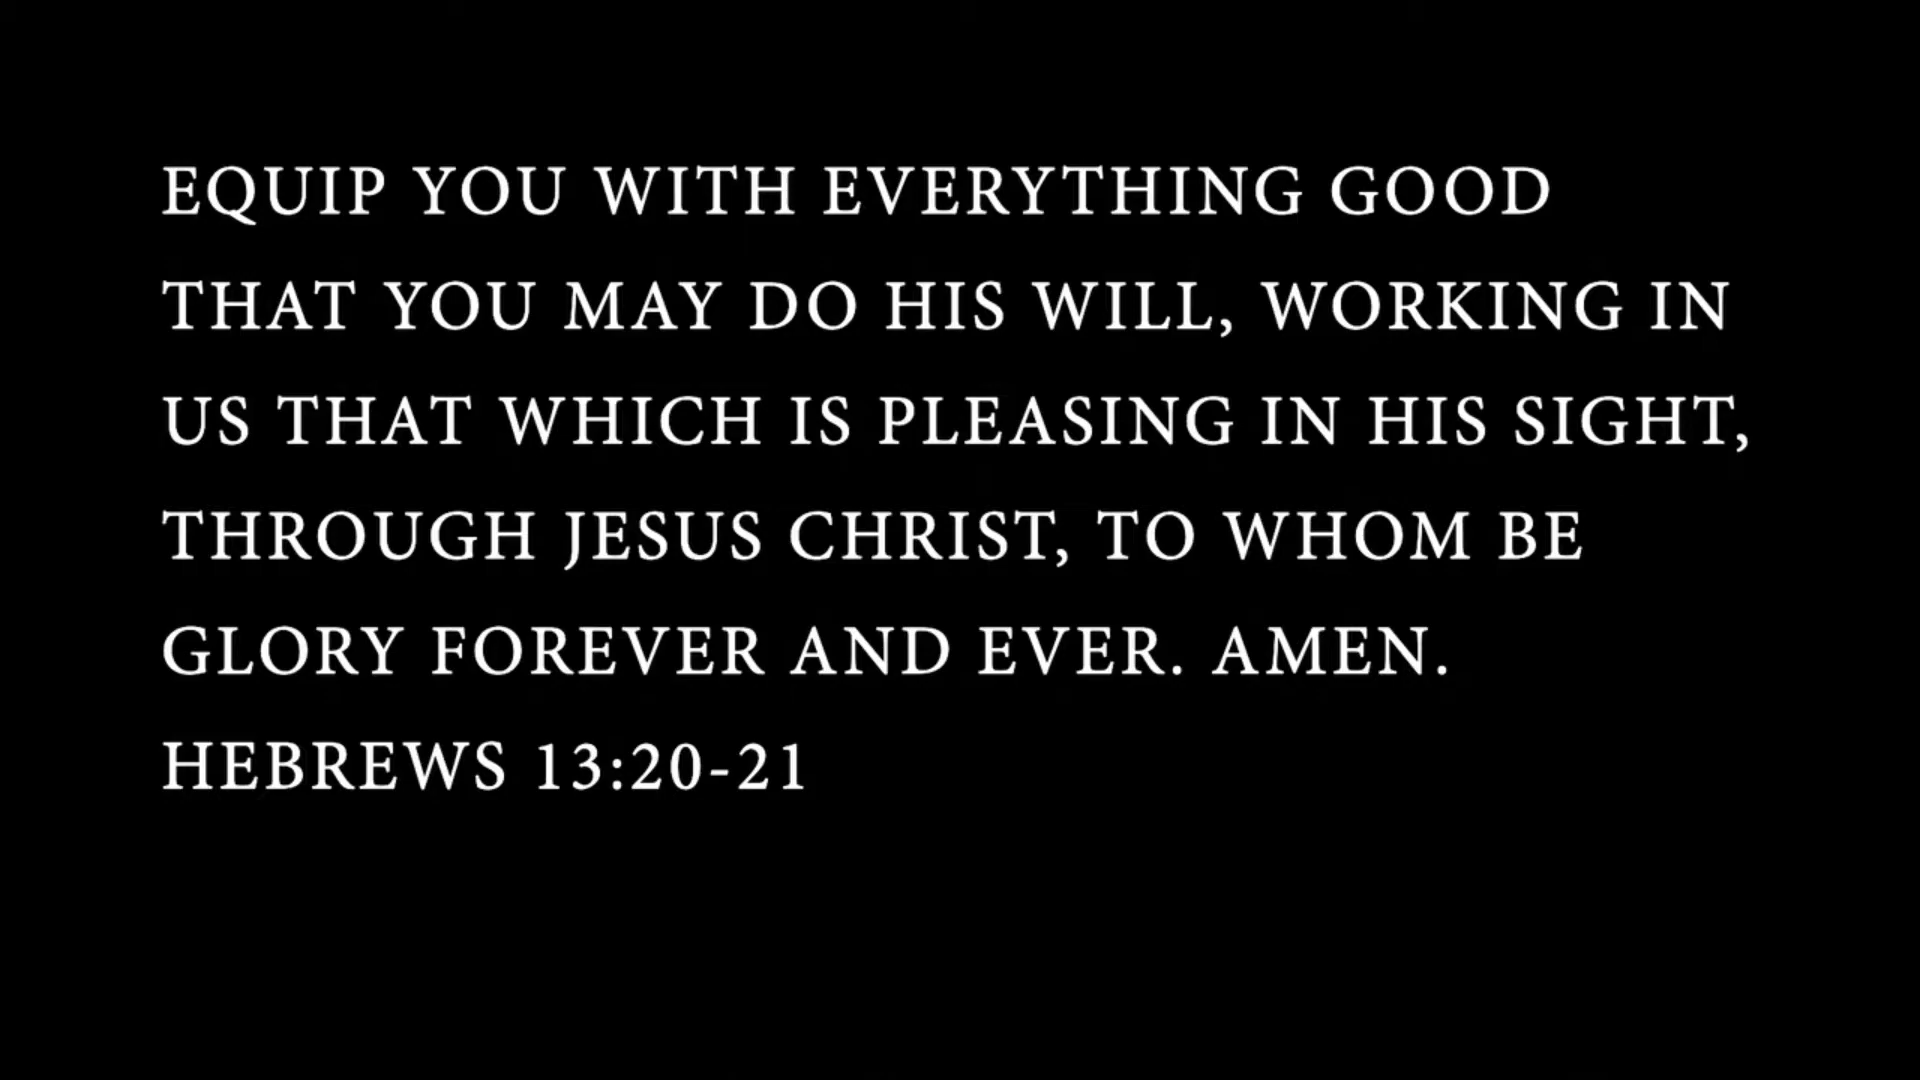 EQUIP YOU WITH EVERYTHING GOOD
THAT YOU MAY DO HIS WILL, WORKING IN
US THAT WHICH IS PLEASING IN HIS SIGHT,
THROUGH JESUS CHRIST, TO WHOM BE
GLORY FOREVER AND EVER. AMEN.
HEBREWS 13:20-21